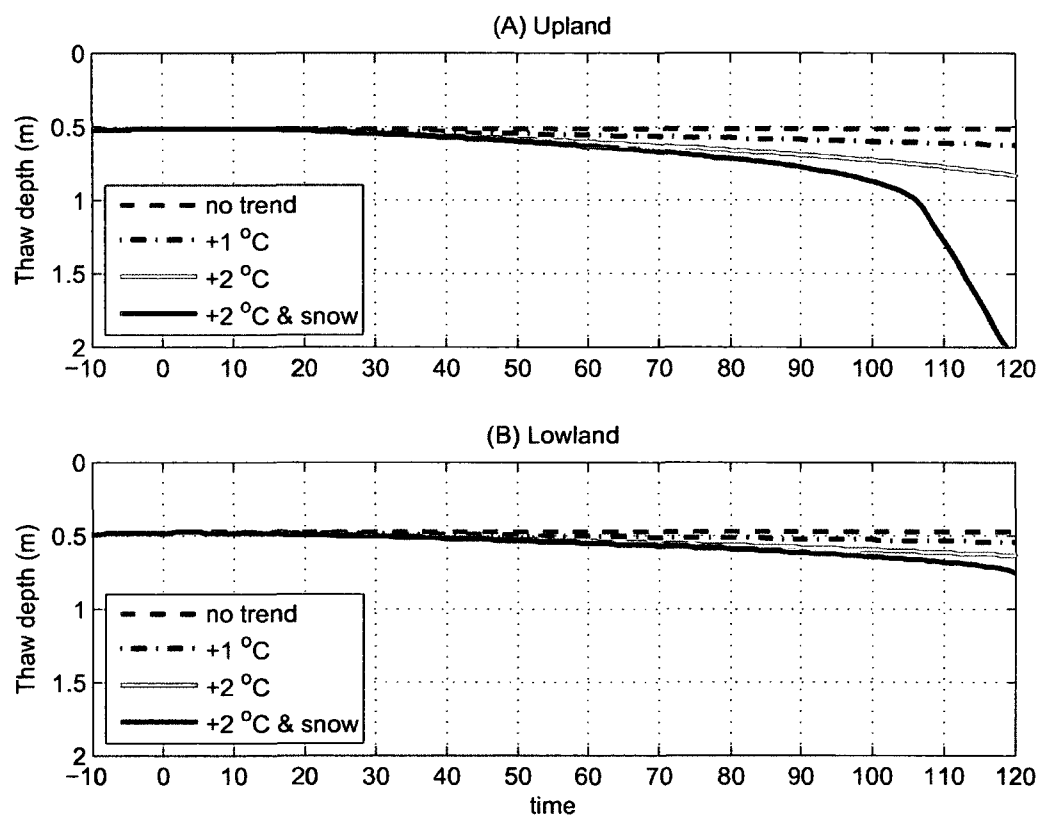 (A) Upland
Thaw depth (m)
0
0.5
1
1.5
2
no trend
+1 °C
+2 °C
+2 °C & snow
−10 0 10 20 30 40 50 60 70 80 90 100 110 120
(B) Lowland
Thaw depth (m)
0
0.5
1
1.5
2
no trend
+1 °C
+2 °C
+2 °C & snow
−10 0 10 20 30 40 50 60 70 80 90 100 110 120
time